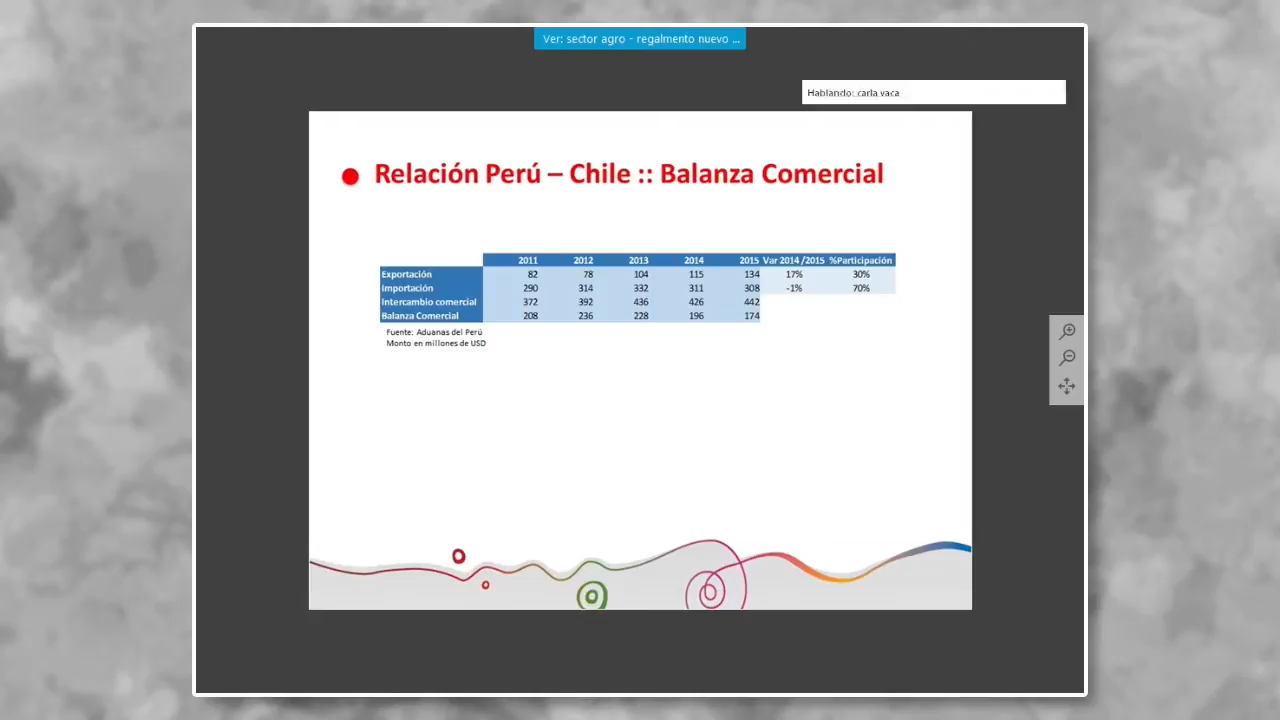 Ver: sector agro - regalmento nuevo ...
Hablando: carla vaca
Relación Perú – Chile :: Balanza Comercial
2011 2012 2013 2014 2015 Var 2014 /2015 %Participación
Exportación 82 78 104 115 134 17% 30%
Importación 290 314 332 311 308 -1% 70%
Intercambio comercial 372 392 436 426 442
Balanza Comercial 208 236 228 196 174
Fuente: Aduanas del Perú
Monto en millones de USD